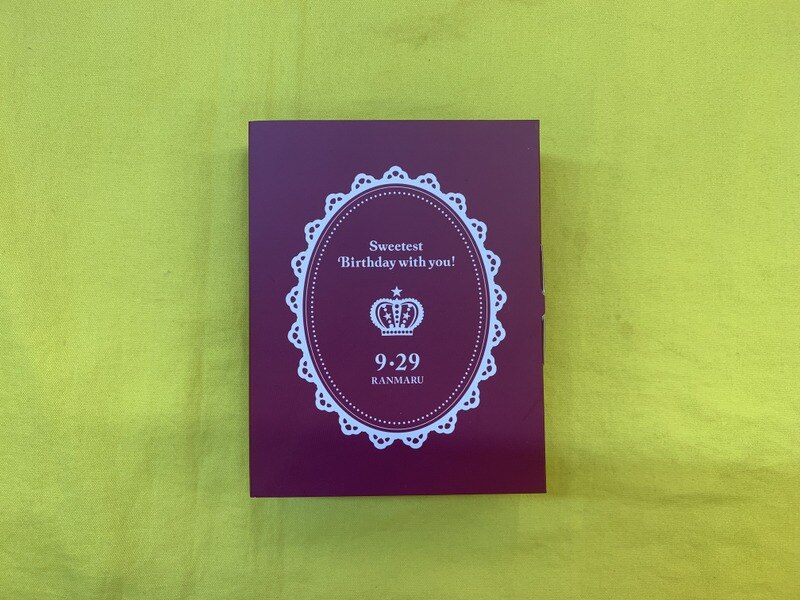 Sweetest
Birthday with you!
9・29
RANMARU